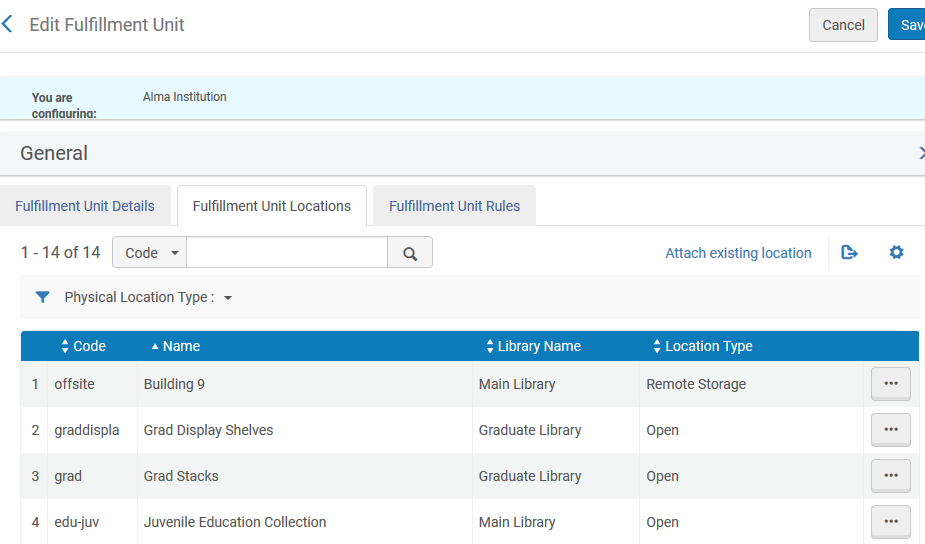 Edit Fulfillment Unit
Cancel
Save
You are configuring:
Alma Institution
General
Fulfillment Unit Details
Fulfillment Unit Locations
Fulfillment Unit Rules
1 - 14 of 14
Code
Attach existing location
Physical Location Type :
Code Name Library Name Location Type
1 offsite Building 9 Main Library Remote Storage
2 graddispla Grad Display Shelves Graduate Library Open
3 grad Grad Stacks Graduate Library Open
4 edu-juv Juvenile Education Collection Main Library Open